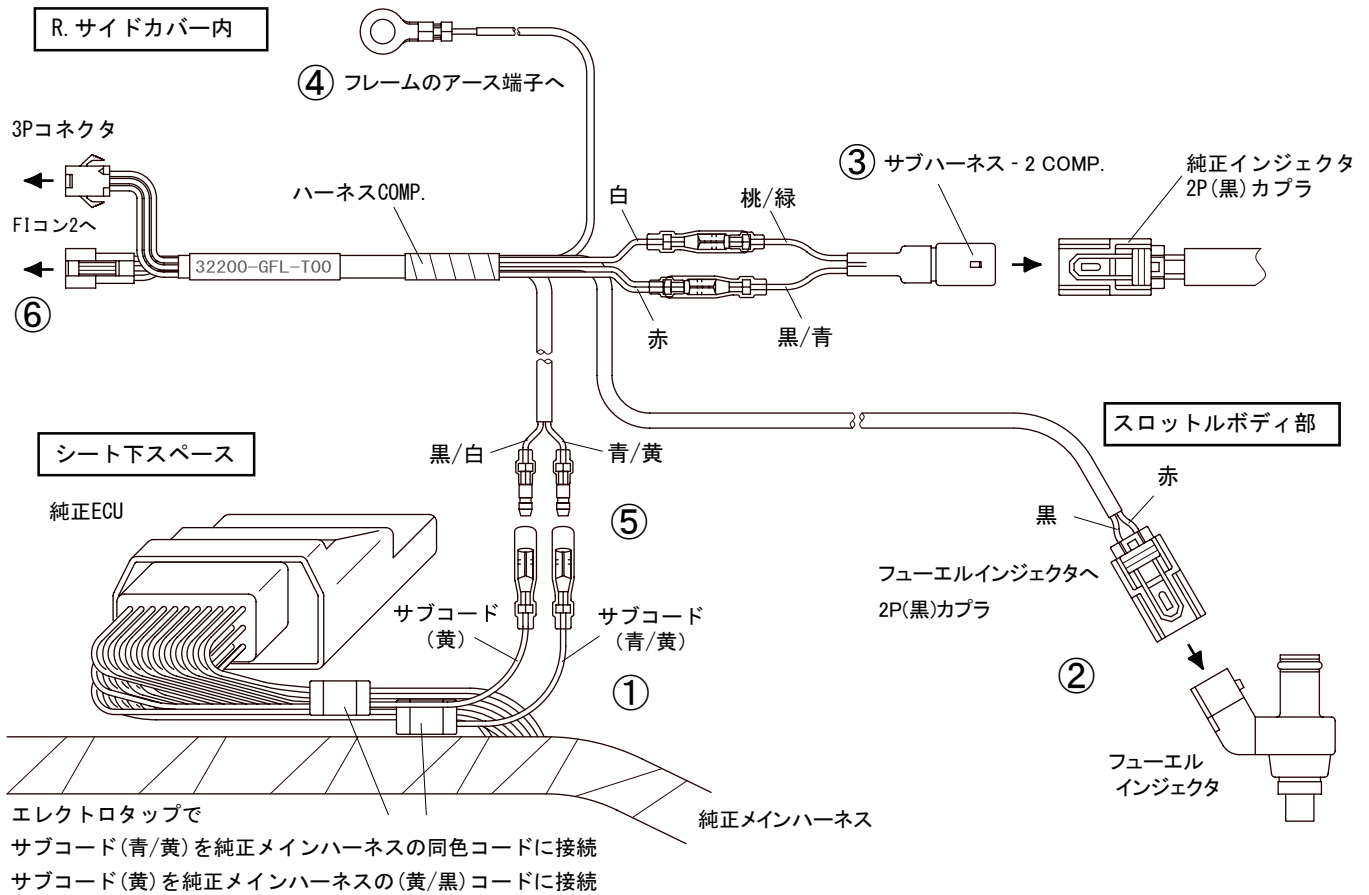 R.サイドカバー内
④ フレームのアース端子へ
3Pコネクタ
FIコン2へ
⑥
ハーネスCOMP.
32200-GFL-T00
③ サブハーネス - 2 COMP.
純正インジェクタ
2P(黒)カプラ
白
桃/緑
赤
黒/青
シート下スペース
純正ECU
黒/白
青/黄
⑤
サブコード
(黄)
サブコード
(青/黄)
①
スロットルボディ部
赤
黒
フューエルインジェクタへ
2P(黒)カプラ
②
フューエル
インジェクタ
純正メインハーネス
エレクトロタップで
サブコード(青/黄)を純正メインハーネスの同色コードに接続
サブコード(黄)を純正メインハーネスの(黄/黒)コードに接続